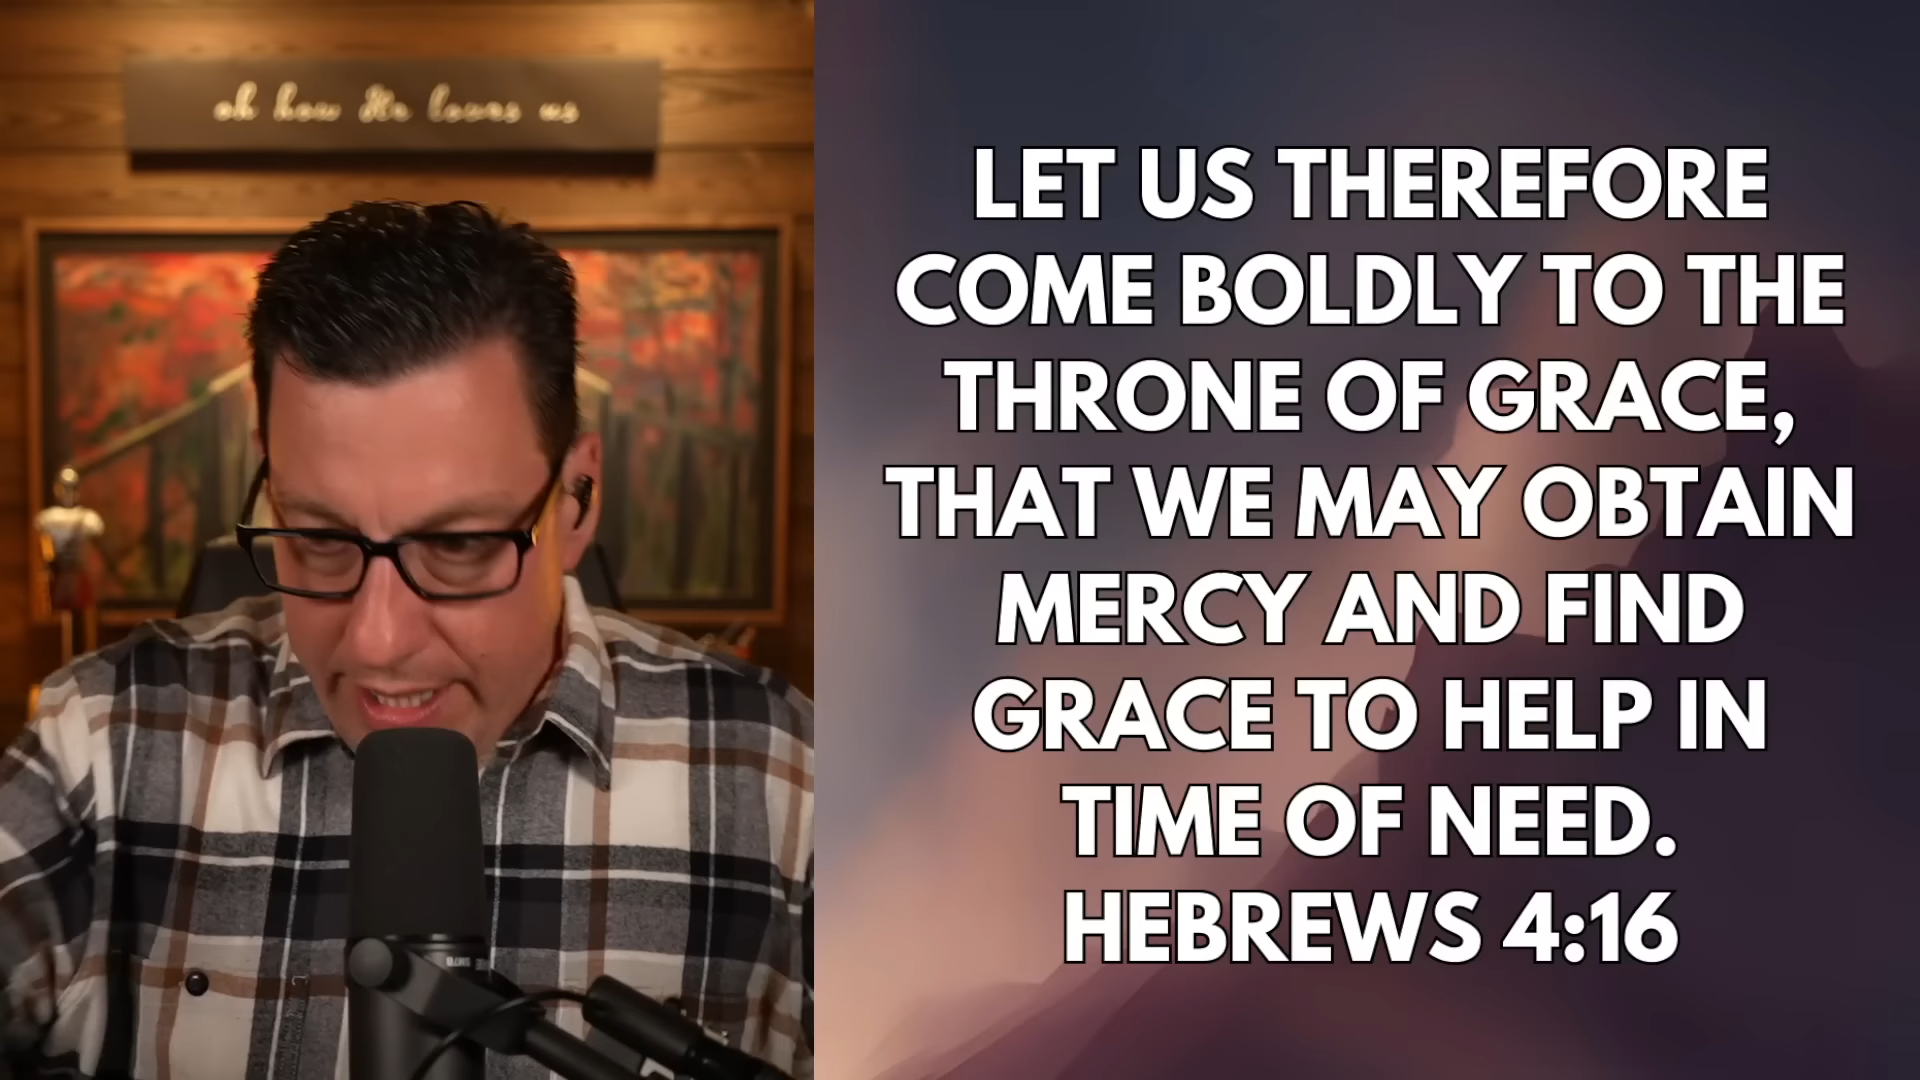 oh how He loves us
LET US THEREFORE
COME BOLDLY TO THE
THRONE OF GRACE,
THAT WE MAY OBTAIN
MERCY AND FIND
GRACE TO HELP IN
TIME OF NEED.
HEBREWS 4:16